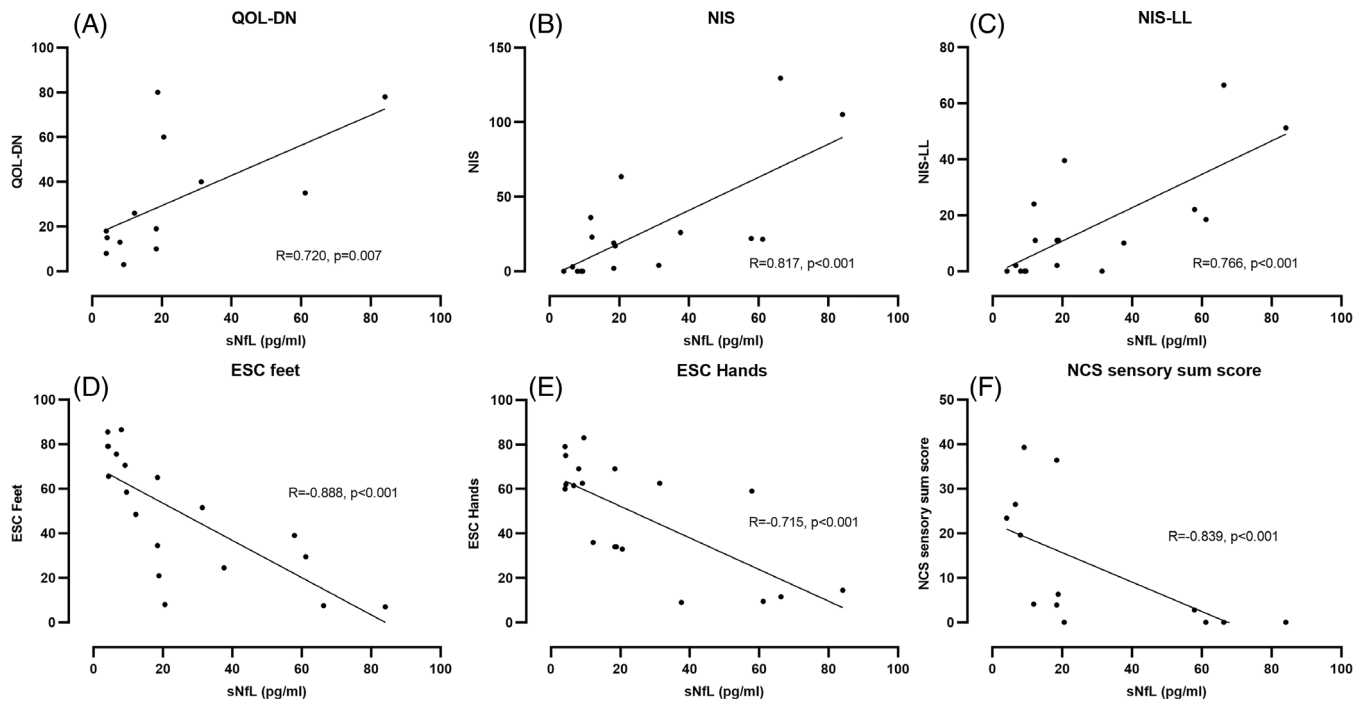 (A) QOL-DN
100
80
60
40
20
0
QOL-DN
R=0.720, p=0.007
0 20 40 60 80 100
sNfL (pg/ml)
(B) NIS
150
100
50
0
NIS
R=0.817, p<0.001
0 20 40 60 80 100
sNfL (pg/ml)
(C) NIS-LL
80
60
40
20
0
NIS-LL
R=0.766, p<0.001
0 20 40 60 80 100
sNfL (pg/ml)
(D) ESC feet
100
80
60
40
20
0
ESC Feet
R=-0.888, p<0.001
0 20 40 60 80 100
sNfL (pg/ml)
(E) ESC Hands
100
80
60
40
20
0
ESC Hands
R=-0.715, p<0.001
0 20 40 60 80 100
sNfL (pg/ml)
(F) NCS sensory sum score
50
40
30
20
10
0
NCS sensory sum score
R=-0.839, p<0.001
0 20 40 60 80 100
sNfL (pg/ml)